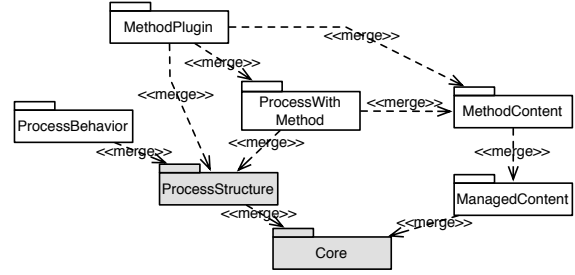 MethodPlugin
<<merge>>
<<merge>>
<<merge>>
ProcessWith
Method
<<merge>>
MethodContent
ProcessBehavior
<<merge>>
<<merge>>
<<merge>>
ProcessStructure
ManagedContent
<<merge>>
<<merge>>
Core